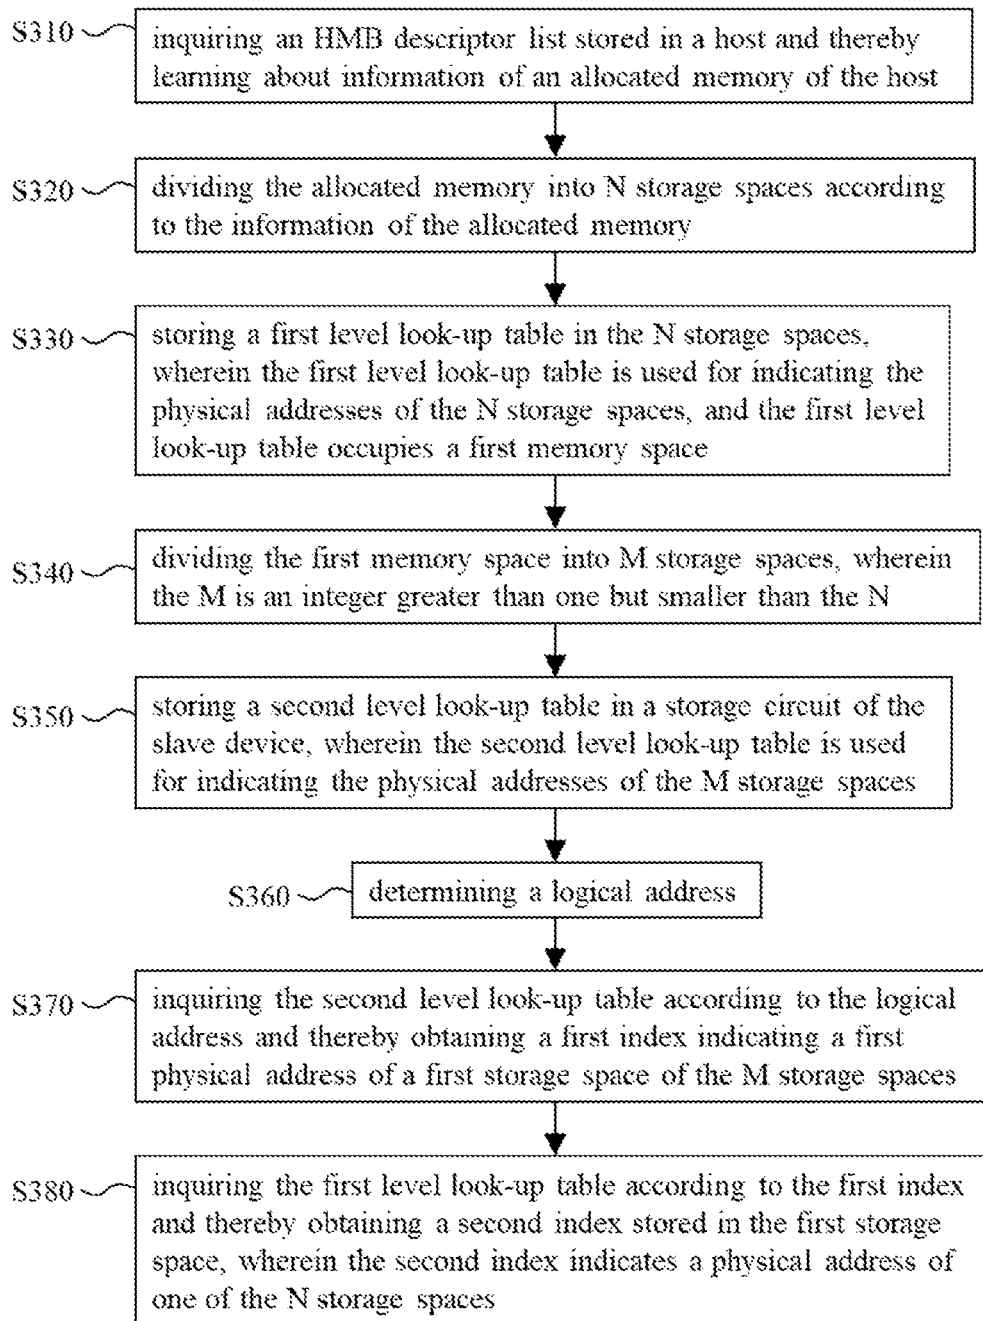 S310
inquiring an HMB descriptor list stored in a host and thereby
learning about information of an allocated memory of the host
S320
dividing the allocated memory into N storage spaces according
to the information of the allocated memory
S330
storing a first level look-up table in the N storage spaces,
wherein the first level look-up table is used for indicating the
physical addresses of the N storage spaces, and the first level
look-up table occupies a first memory space
S340
dividing the first memory space into M storage spaces, wherein
the M is an integer greater than one but smaller than the N
S350
storing a second level look-up table in a storage circuit of the
slave device, wherein the second level look-up table is used
for indicating the physical addresses of the M storage spaces
S360
determining a logical address
S370
inquiring the second level look-up table according to the logical
address and thereby obtaining a first index indicating a first
physical address of a first storage space of the M storage spaces
S380
inquiring the first level look-up table according to the first index
and thereby obtaining a second index stored in the first storage
space, wherein the second index indicates a physical address of
one of the N storage spaces